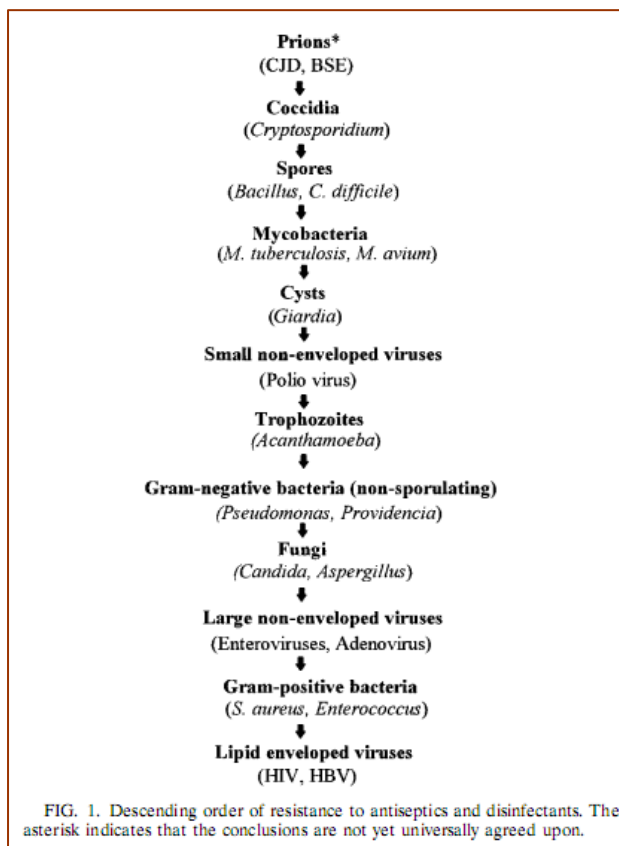 Prions*
(CJD, BSE)
Coccidia
(Cryptosporidium)
Spores
(Bacillus, C. difficile)
Mycobacteria
(M. tuberculosis, M. avium)
Cysts
(Giardia)
Small non-enveloped viruses
(Polio virus)
Trophozoites
(Acanthamoeba)
Gram-negative bacteria (non-sporulating)
(Pseudomonas, Providencia)
Fungi
(Candida, Aspergillus)
Large non-enveloped viruses
(Enteroviruses, Adenovirus)
Gram-positive bacteria
(S. aureus, Enterococcus)
Lipid enveloped viruses
(HIV, HBV)
FIG. 1. Descending order of resistance to antiseptics and disinfectants. The
asterisk indicates that the conclusions are not yet universally agreed upon.